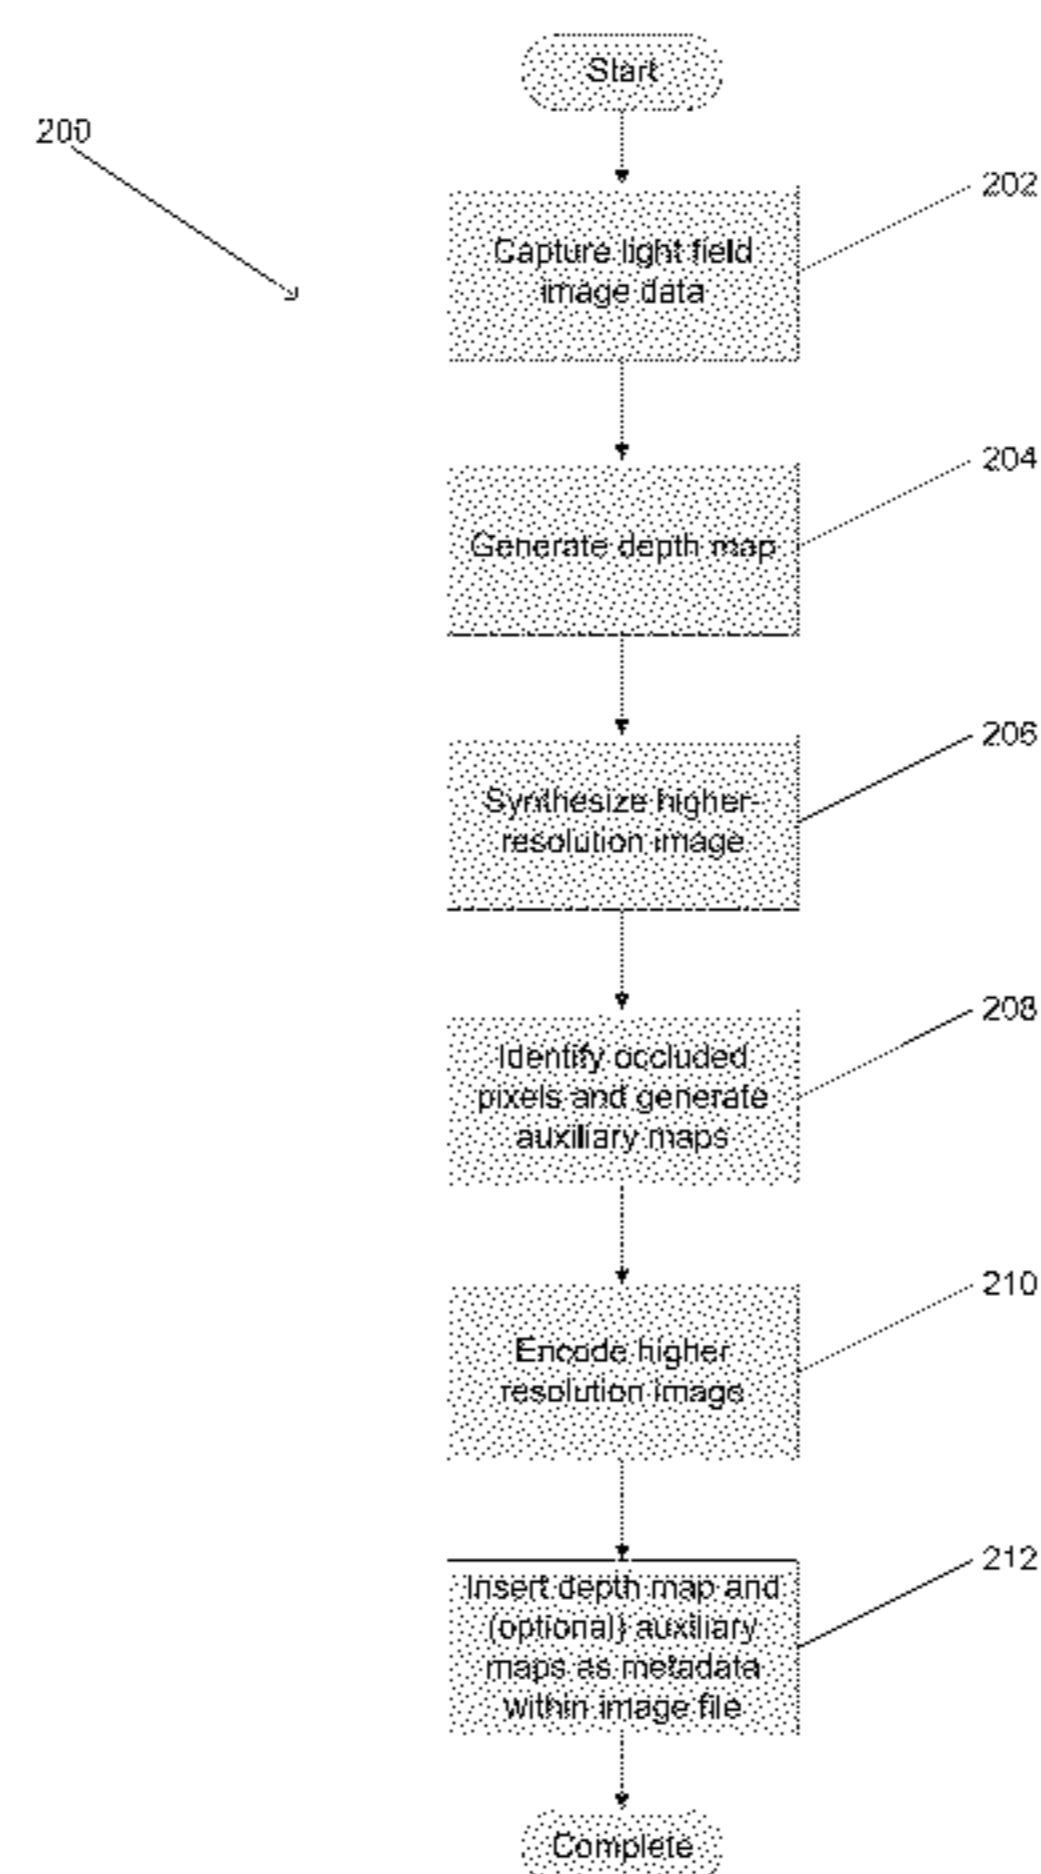 Start
200
202
Capture light field
image data
204
Generate depth map
206
Synthesize higher-
resolution image
208
Identify occluded
pixels and generate
auxiliary maps
210
Encode higher
resolution image
212
Insert depth map and
(optional) auxiliary
maps as metadata
within image file
Complete